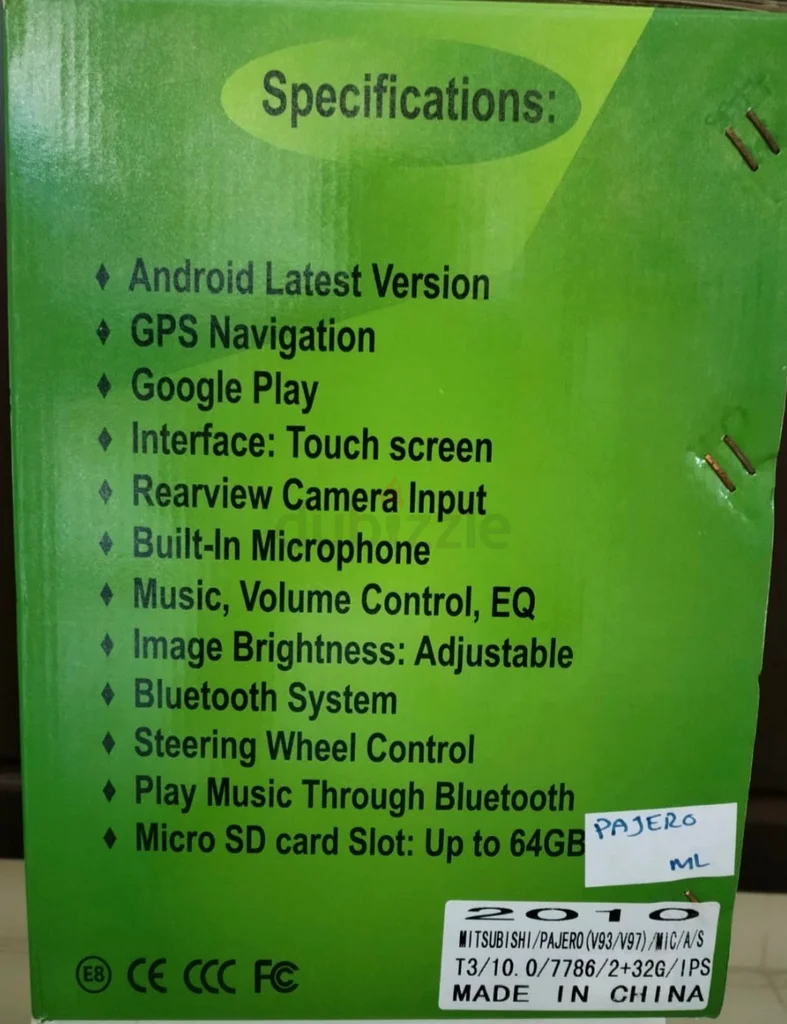 Specifications:
♦ Android Latest Version
♦ GPS Navigation
♦ Google Play
♦ Interface: Touch screen
♦ Rearview Camera Input
dubizzle
♦ Built-In Microphone
♦ Music, Volume Control, EQ
♦ Image Brightness: Adjustable
♦ Bluetooth System
♦ Steering Wheel Control
♦ Play Music Through Bluetooth
♦ Micro SD card Slot: Up to 64GB
PAJERO
ML
2010
MITSUBISHI/PAJERO(V93/V97)/MIC/A/S
T3/10.0/7786/2+32G/IPS
MADE IN CHINA
E8 CE CCC FC